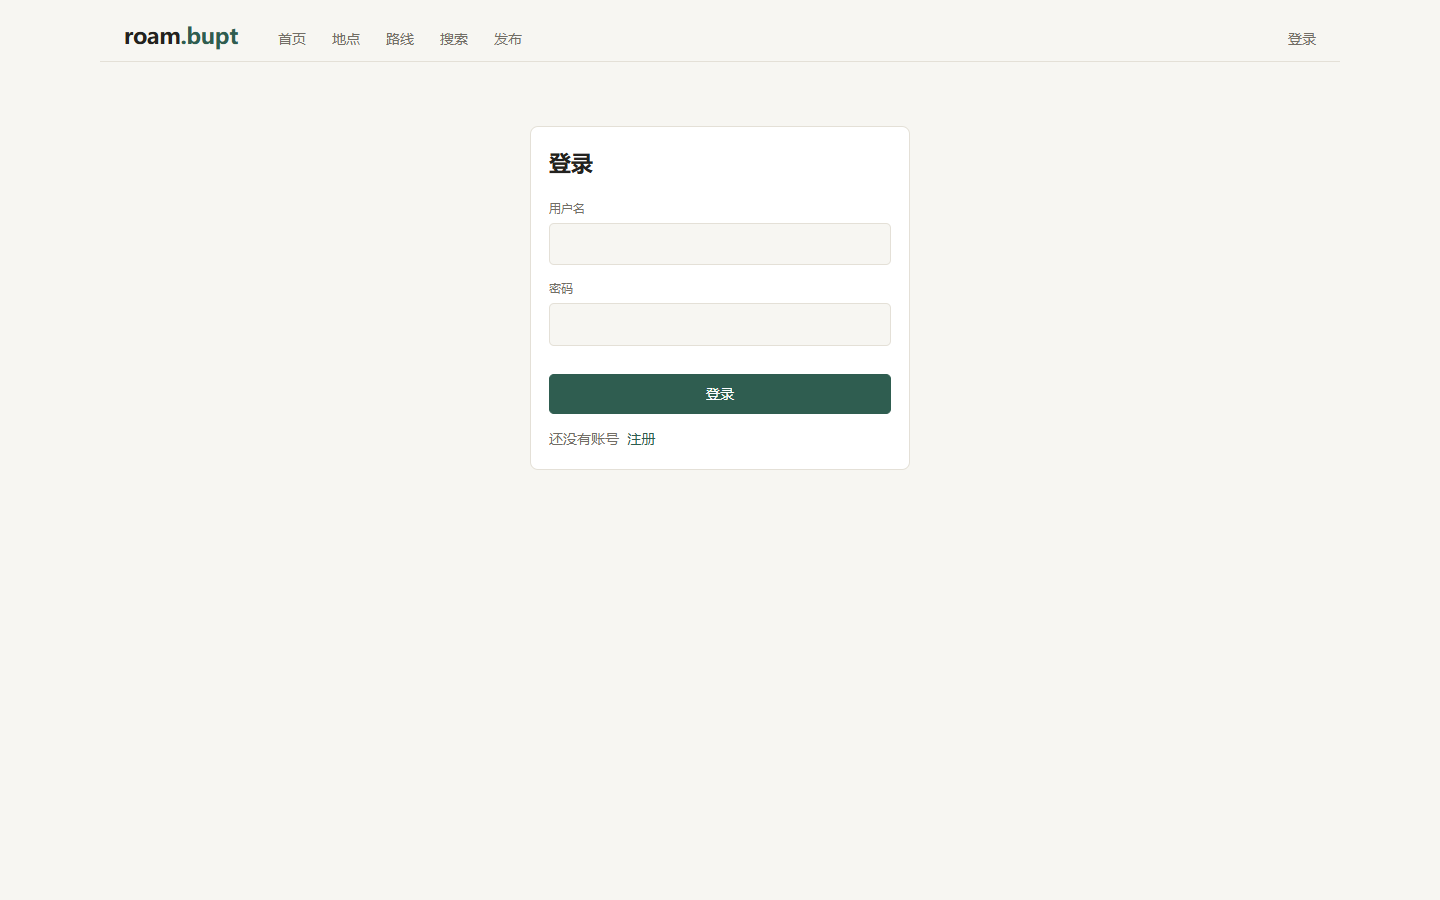 roam.bupt 首页 地点 路线 搜索 发布 登录
登录
用户名
密码
登录
还没有账号 注册